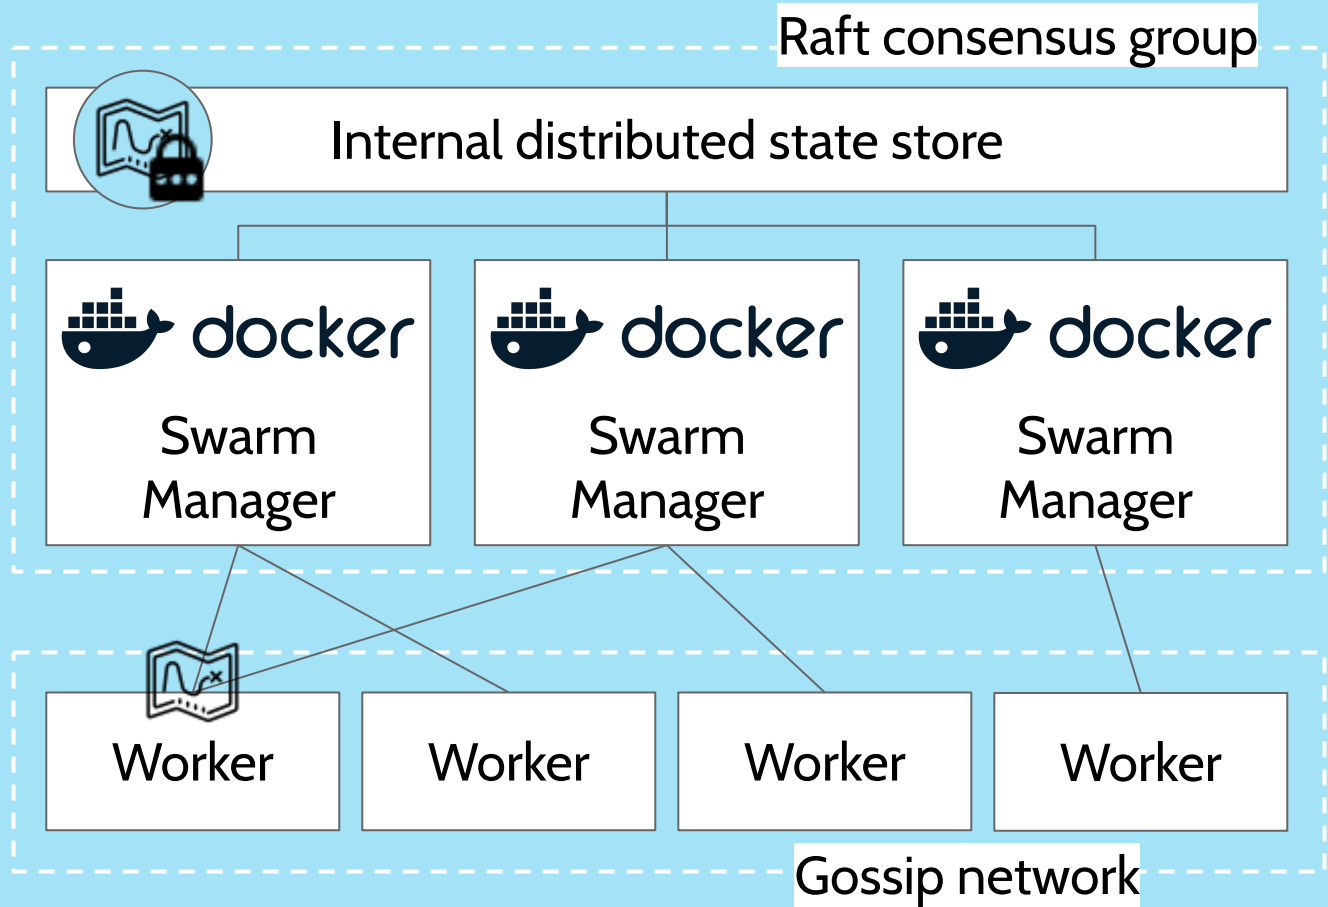 Raft consensus group
Internal distributed state store
docker
Swarm
Manager
docker
Swarm
Manager
docker
Swarm
Manager
Worker
Worker
Worker
Worker
Gossip network